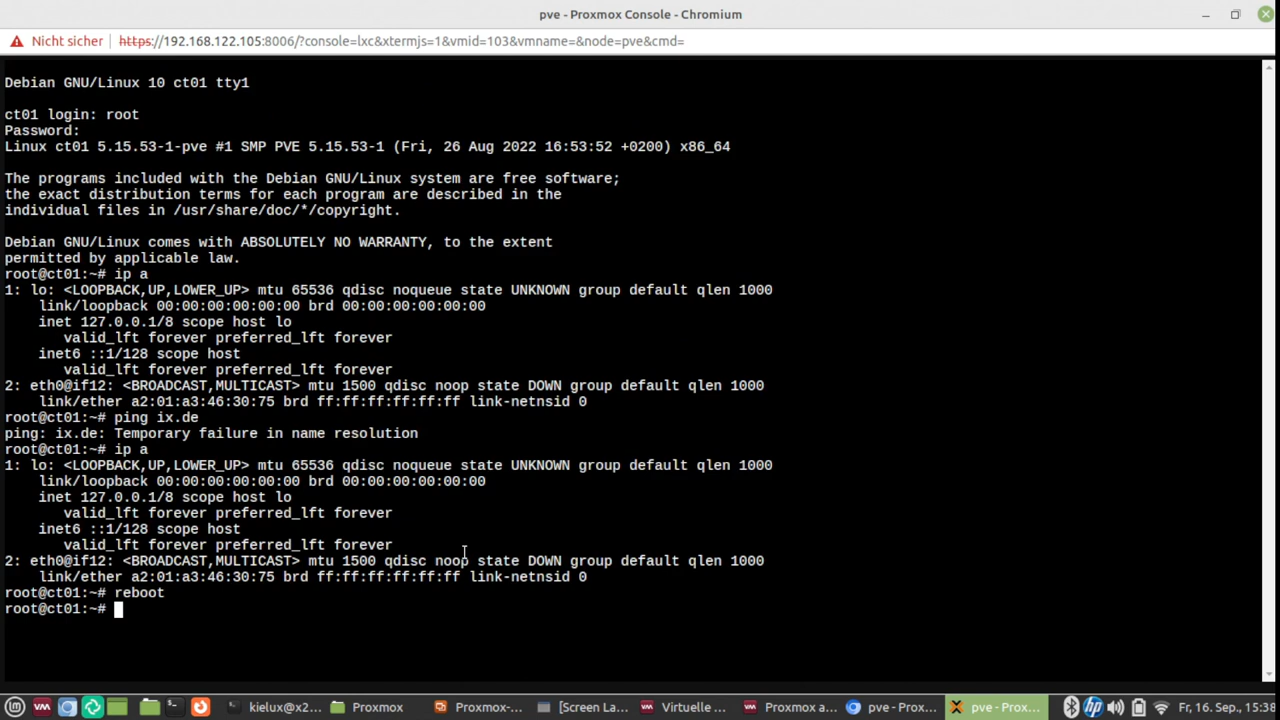 pve - Proxmox Console - Chromium
Nicht sicher https://192.168.122.105:8006/?console=lxc&xtermjs=1&vmid=103&vmname=&node=pve&cmd=
Debian GNU/Linux 10 ct01 tty1
ct01 login: root
Password:
Linux ct01 5.15.53-1-pve #1 SMP PVE 5.15.53-1 (Fri, 26 Aug 2022 16:53:52 +0200) x86_64
The programs included with the Debian GNU/Linux system are free software;
the exact distribution terms for each program are described in the
individual files in /usr/share/doc/*/copyright.
Debian GNU/Linux comes with ABSOLUTELY NO WARRANTY, to the extent
permitted by applicable law.
root@ct01:~# ip a
1: lo: <LOOPBACK,UP,LOWER_UP> mtu 65536 qdisc noqueue state UNKNOWN group default qlen 1000
link/loopback 00:00:00:00:00:00 brd 00:00:00:00:00:00
inet 127.0.0.1/8 scope host lo
valid_lft forever preferred_lft forever
inet6 ::1/128 scope host
valid_lft forever preferred_lft forever
2: eth0@if12: <BROADCAST,MULTICAST> mtu 1500 qdisc noop state DOWN group default qlen 1000
link/ether a2:01:a3:46:30:75 brd ff:ff:ff:ff:ff:ff link-netnsid 0
root@ct01:~# ping ix.de
ping: ix.de: Temporary failure in name resolution
root@ct01:~# ip a
1: lo: <LOOPBACK,UP,LOWER_UP> mtu 65536 qdisc noqueue state UNKNOWN group default qlen 1000
link/loopback 00:00:00:00:00:00 brd 00:00:00:00:00:00
inet 127.0.0.1/8 scope host lo
valid_lft forever preferred_lft forever
inet6 ::1/128 scope host
valid_lft forever preferred_lft forever
2: eth0@if12: <BROADCAST,MULTICAST> mtu 1500 qdisc noop state DOWN group default qlen 1000
link/ether a2:01:a3:46:30:75 brd ff:ff:ff:ff:ff:ff link-netnsid 0
root@ct01:~# reboot
root@ct01:~#
kielux@x2... Proxmox Proxmox-... [Screen La... Virtuelle ... Proxmox a... pve - Prox... pve - Prox... Fr, 16. Sep., 15:38